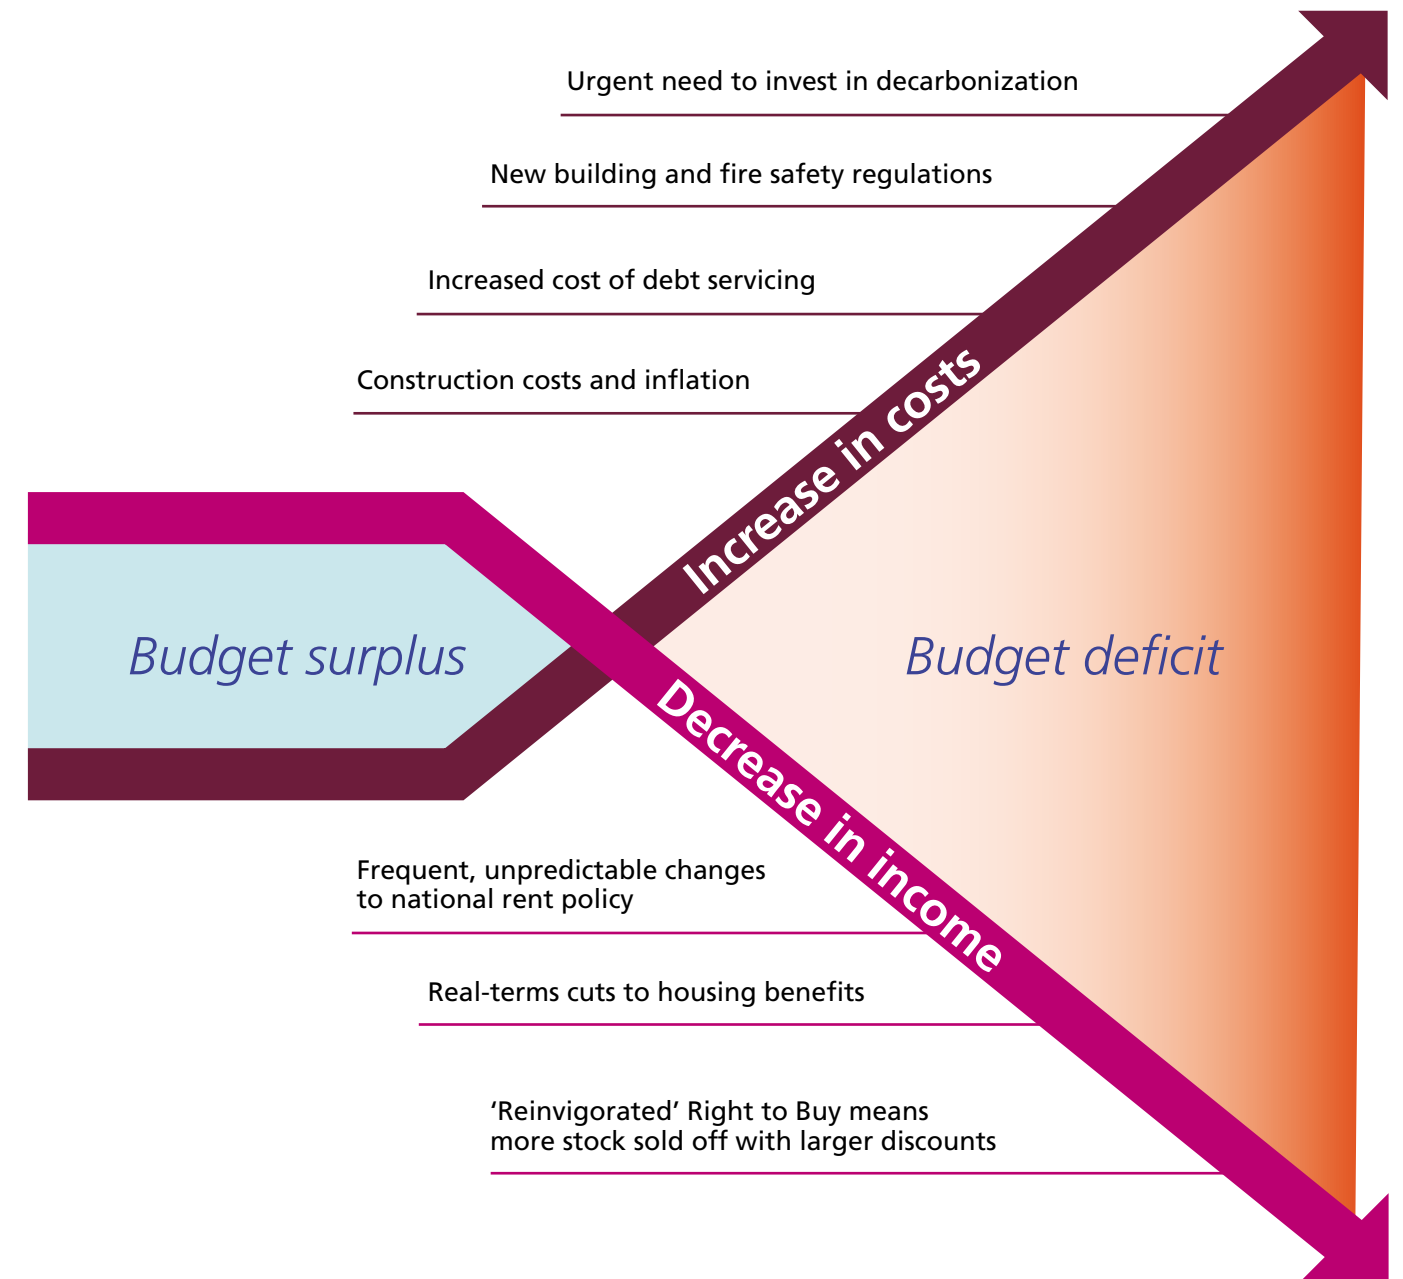 Urgent need to invest in decarbonization
New building and fire safety regulations
Increased cost of debt servicing
Construction costs and inflation
Increase in costs
Budget surplus
Budget deficit
Decrease in income
Frequent, unpredictable changes
to national rent policy
Real-terms cuts to housing benefits
‘Reinvigorated’ Right to Buy means
more stock sold off with larger discounts